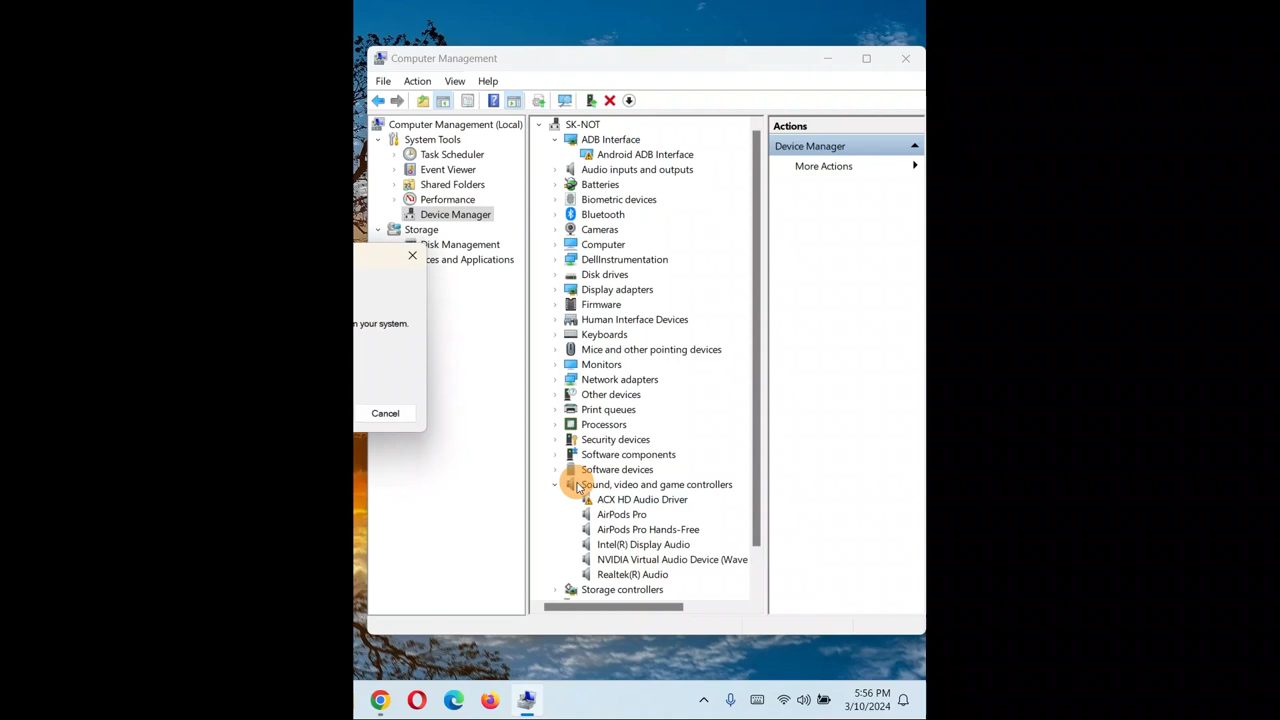 Computer Management
File Action View Help
Computer Management (Local)
System Tools
Task Scheduler
Event Viewer
Shared Folders
Performance
Device Manager
Storage
Disk Management
ces and Applications
m your system.
Cancel
SK-NOT
ADB Interface
Android ADB Interface
Audio inputs and outputs
Batteries
Biometric devices
Bluetooth
Cameras
Computer
DellInstrumentation
Disk drives
Display adapters
Firmware
Human Interface Devices
Keyboards
Mice and other pointing devices
Monitors
Network adapters
Other devices
Print queues
Processors
Security devices
Software components
Software devices
Sound, video and game controllers
ACX HD Audio Driver
AirPods Pro
AirPods Pro Hands-Free
Intel(R) Display Audio
NVIDIA Virtual Audio Device (Wave
Realtek(R) Audio
Storage controllers
Actions
Device Manager
More Actions
5:56 PM
3/10/2024